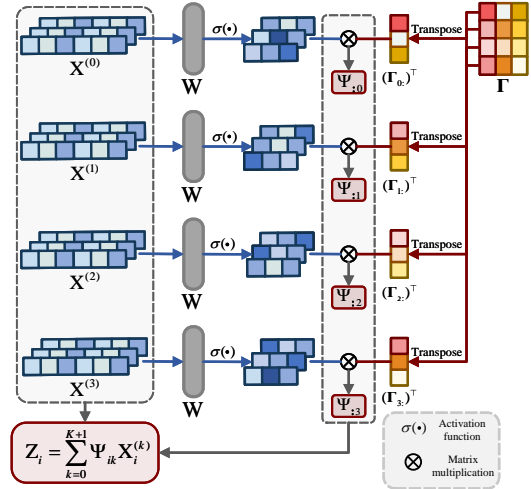 X^{(0)}
W
σ(•)
Ψ_{:0}
(Γ_{0:})^⊤
Transpose
Γ
X^{(1)}
W
σ(•)
Ψ_{:1}
(Γ_{1:})^⊤
Transpose
X^{(2)}
W
σ(•)
Ψ_{:2}
(Γ_{2:})^⊤
Transpose
X^{(3)}
W
σ(•)
Ψ_{:3}
(Γ_{3:})^⊤
Transpose
Z_i = \sum_{k=0}^{K+1} Ψ_{ik} X_i^{(k)}
σ(•) Activation
function
⊗ Matrix
multiplication